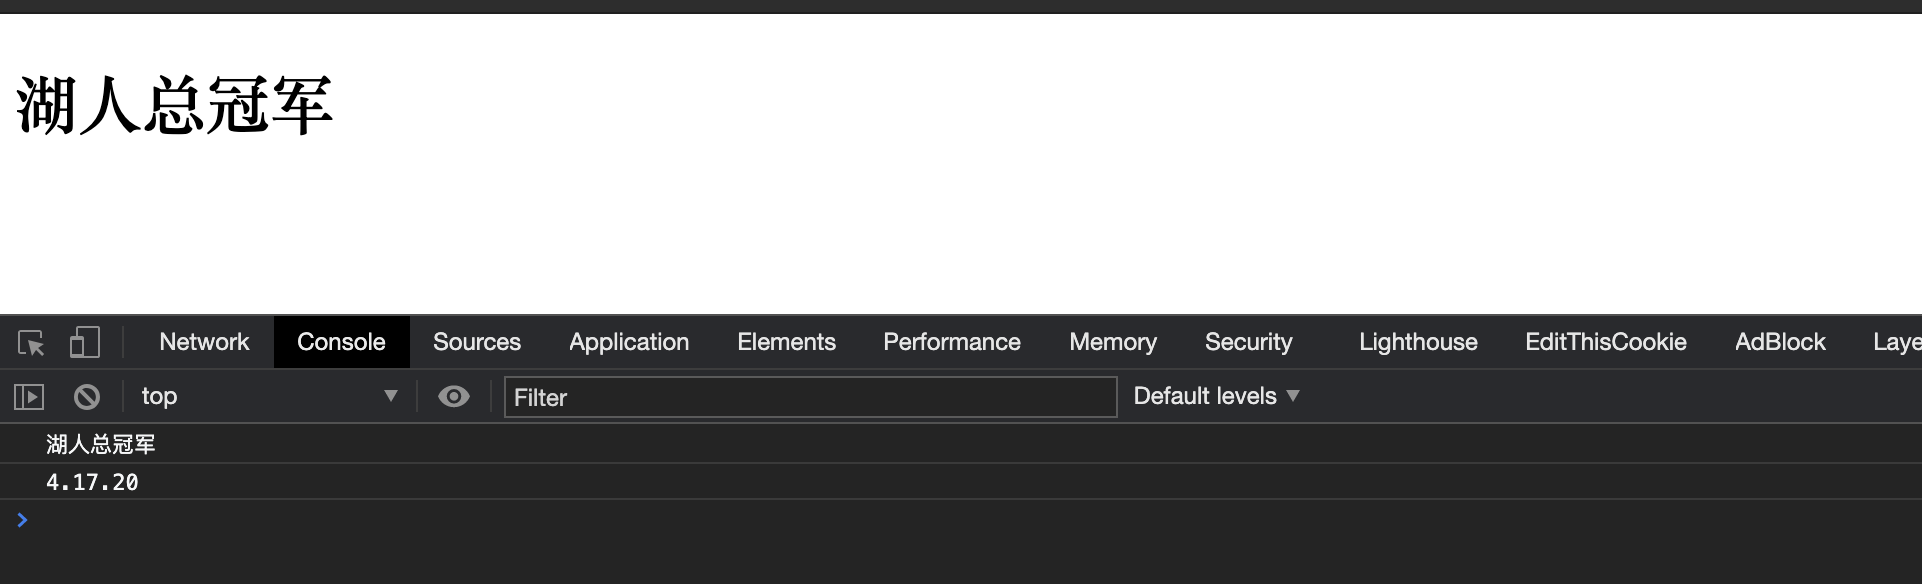 湖人总冠军
Network Console Sources Application Elements Performance Memory Security Lighthouse EditThisCookie AdBlock Laye
top Filter Default levels
湖人总冠军
4.17.20